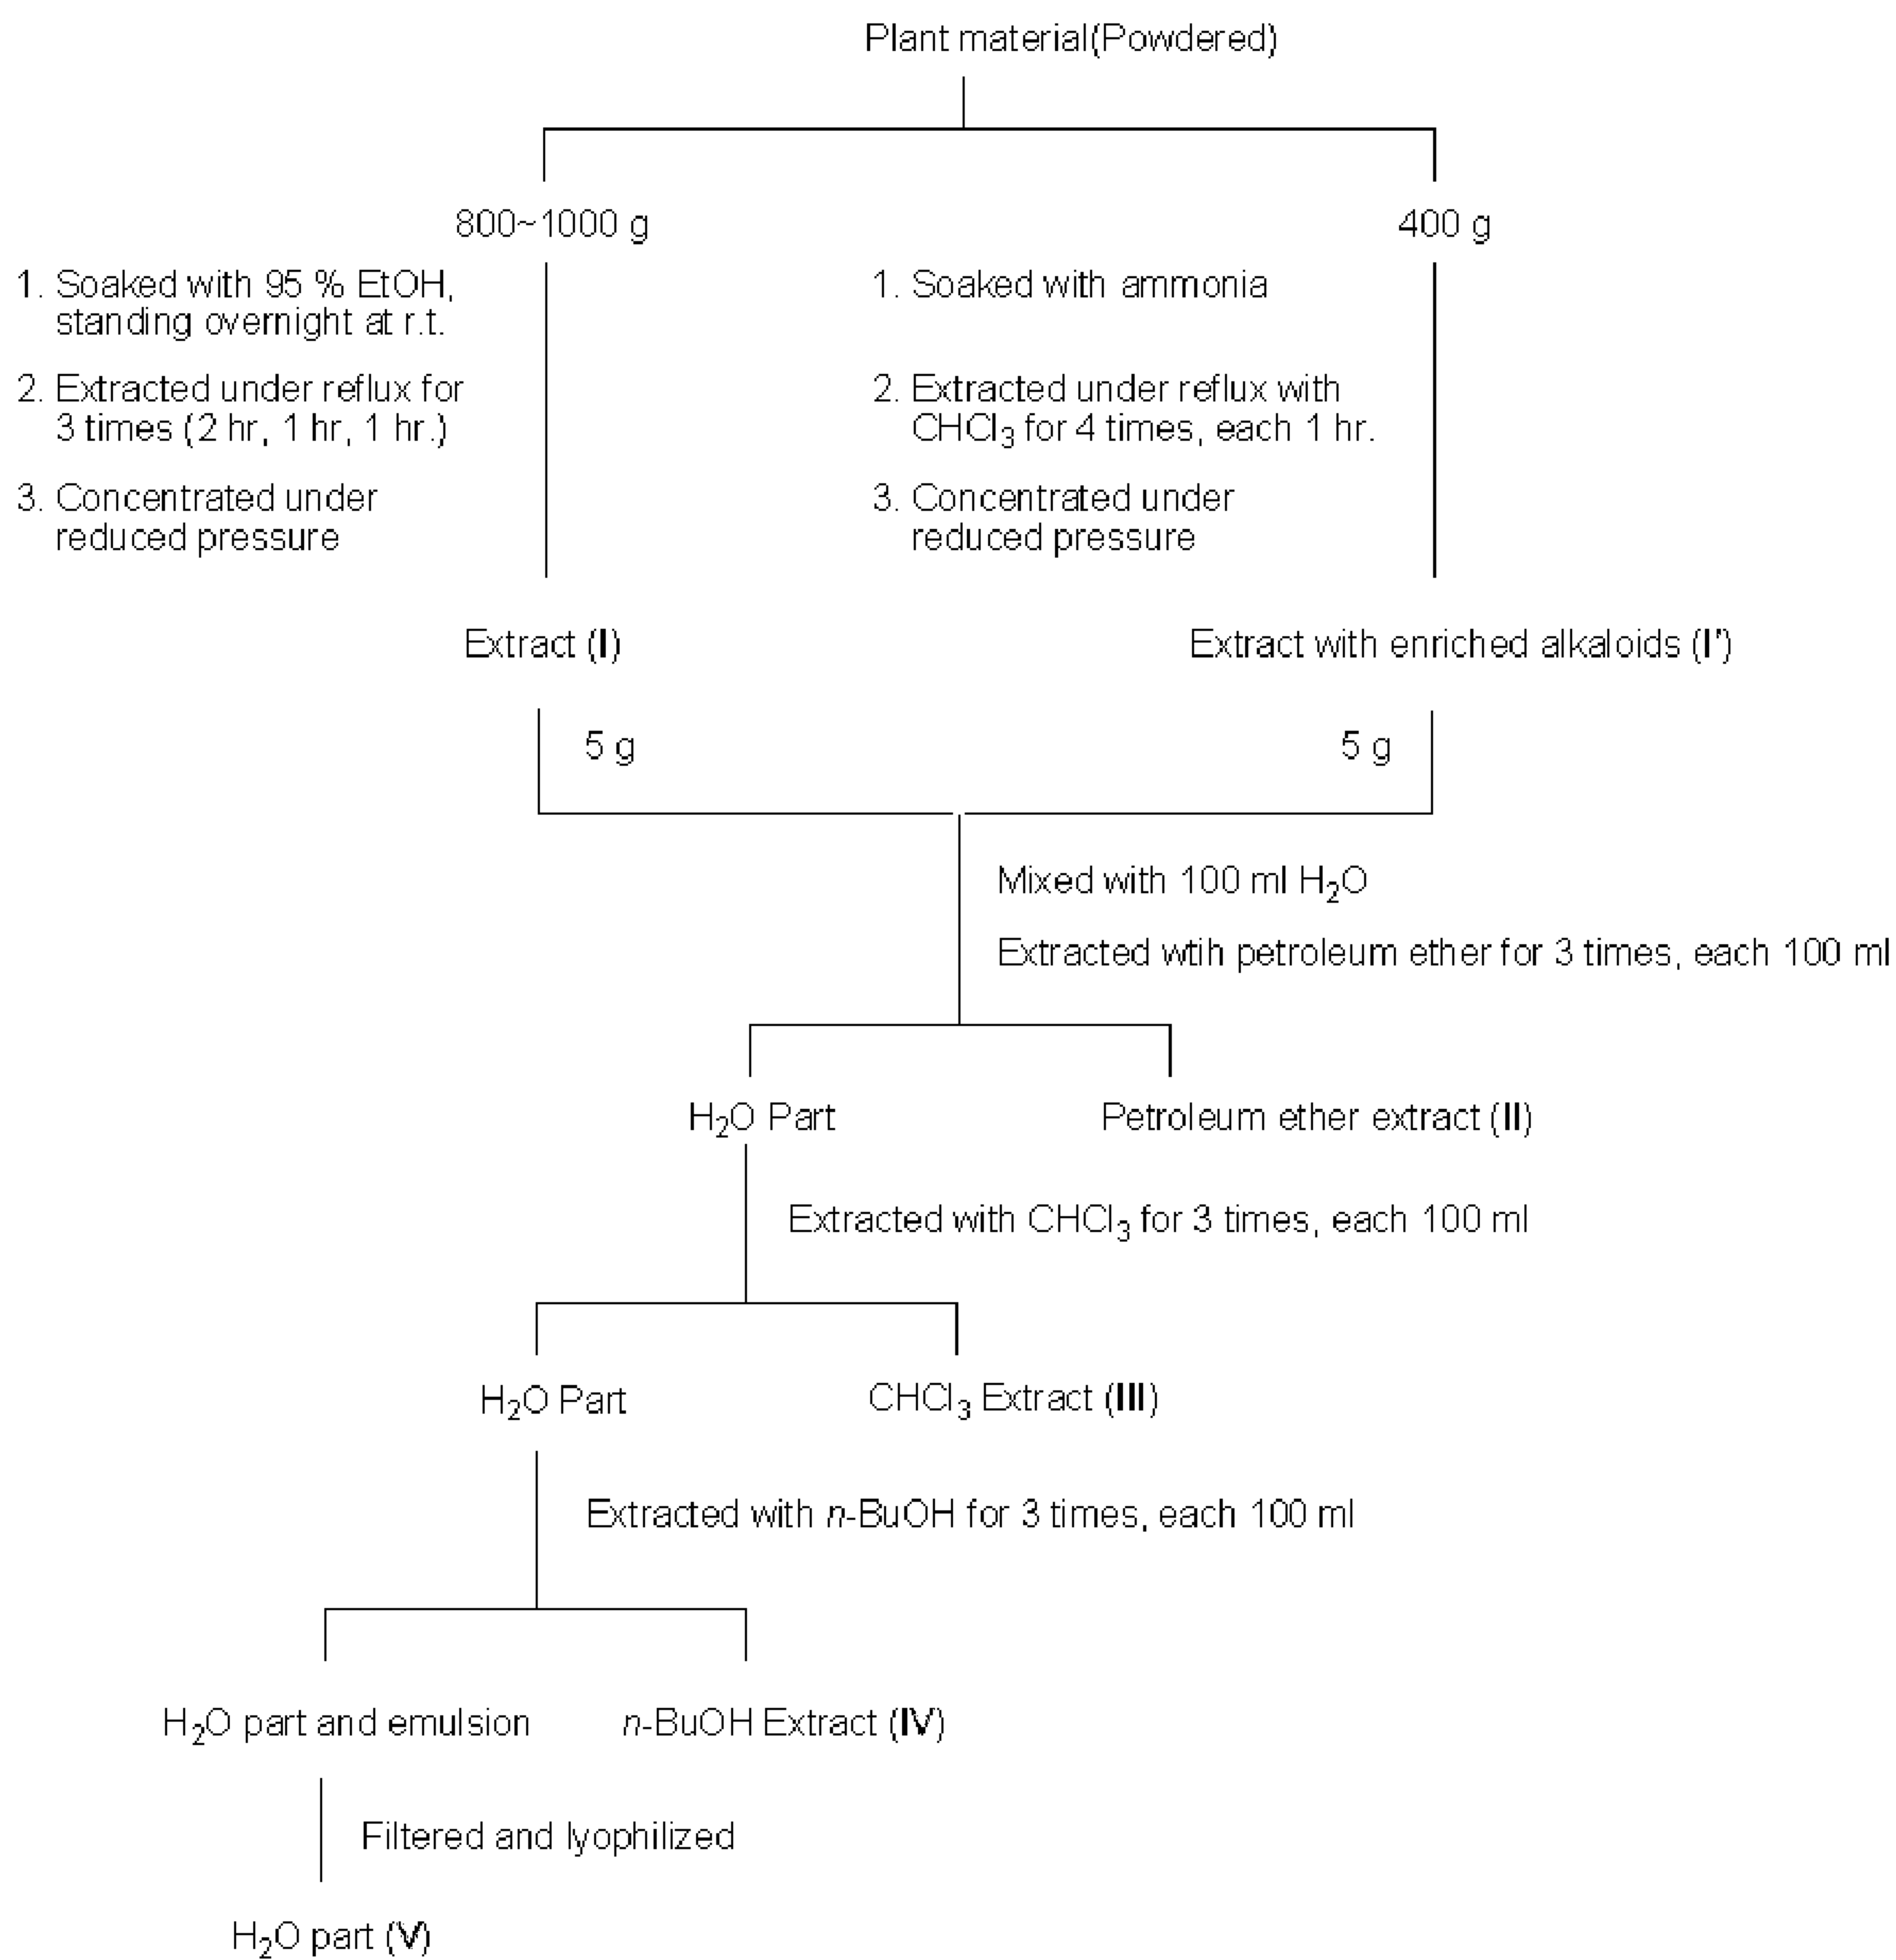 Plant material(Powdered)
800~1000 g
400 g
1. Soaked with 95 % EtOH,
standing overnight at r.t.
2. Extracted under reflux for
3 times (2 hr, 1 hr, 1 hr.)
3. Concentrated under
reduced pressure
1. Soaked with ammonia
2. Extracted under reflux with
CHCl₃ for 4 times, each 1 hr.
3. Concentrated under
reduced pressure
Extract (I)
Extract with enriched alkaloids (I')
5 g
5 g
Mixed with 100 ml H₂O
Extracted wtih petroleum ether for 3 times, each 100 ml
H₂O Part
Petroleum ether extract (II)
Extracted with CHCl₃ for 3 times, each 100 ml
H₂O Part
CHCl₃ Extract (III)
Extracted with n-BuOH for 3 times, each 100 ml
H₂O part and emulsion
n-BuOH Extract (IV)
Filtered and lyophilized
H₂O part (V)